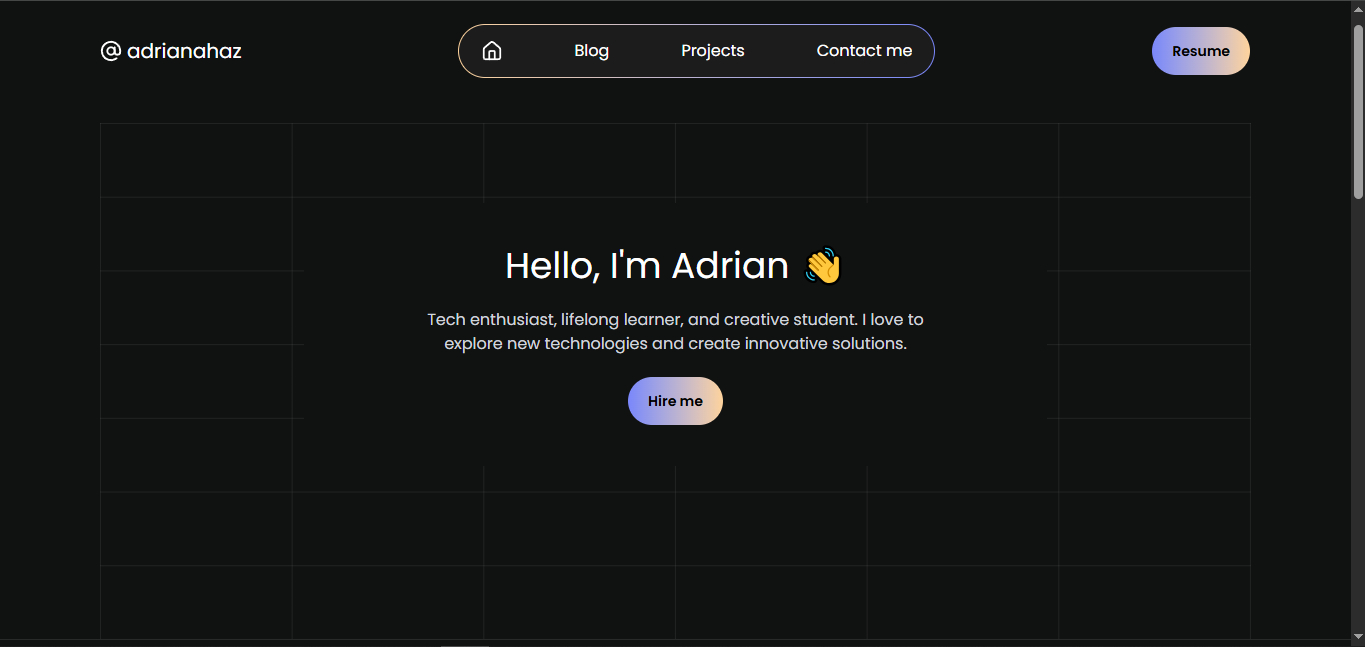 @ adrianahaz
Blog
Projects
Contact me
Resume
Hello, I'm Adrian 👋
Tech enthusiast, lifelong learner, and creative student. I love to
explore new technologies and create innovative solutions.
Hire me